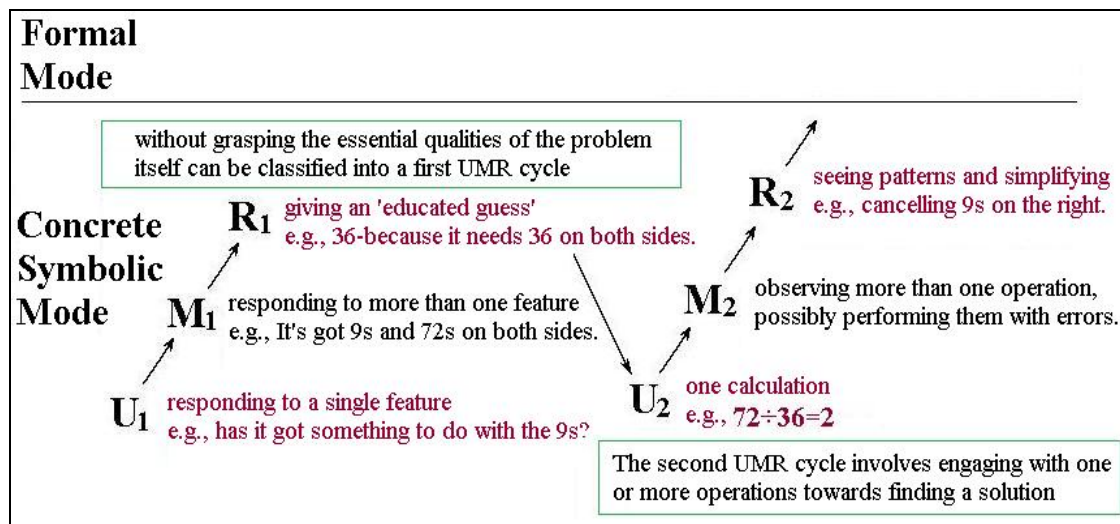 Formal
Mode
without grasping the essential qualities of the problem
itself can be classified into a first UMR cycle
Concrete
Symbolic
Mode
R1 giving an 'educated guess'
e.g., 36-because it needs 36 on both sides.
M1 responding to more than one feature
e.g., It's got 9s and 72s on both sides.
U1 responding to a single feature
e.g., has it got something to do with the 9s?
R2 seeing patterns and simplifying
e.g., cancelling 9s on the right.
M2 observing more than one operation,
possibly performing them with errors.
U2 one calculation
e.g., 72÷36=2
The second UMR cycle involves engaging with one
or more operations towards finding a solution